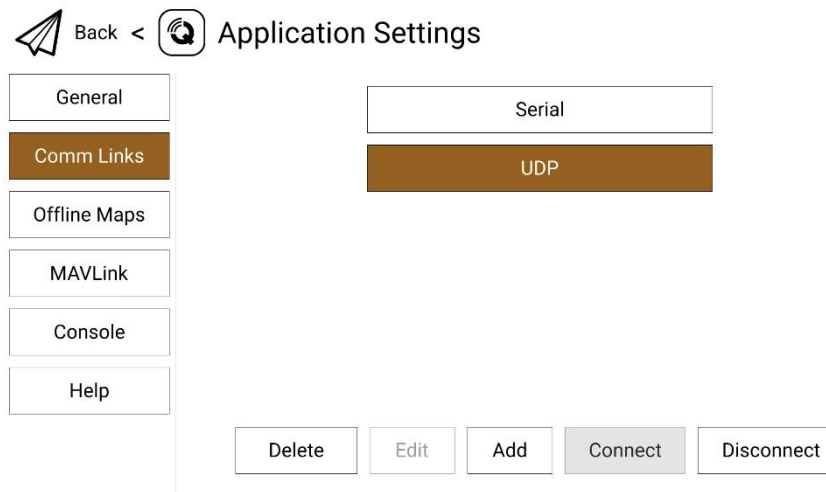 Back < Application Settings
General
Comm Links
Offline Maps
MAVLink
Console
Help
Serial
UDP
Delete Edit Add Connect Disconnect